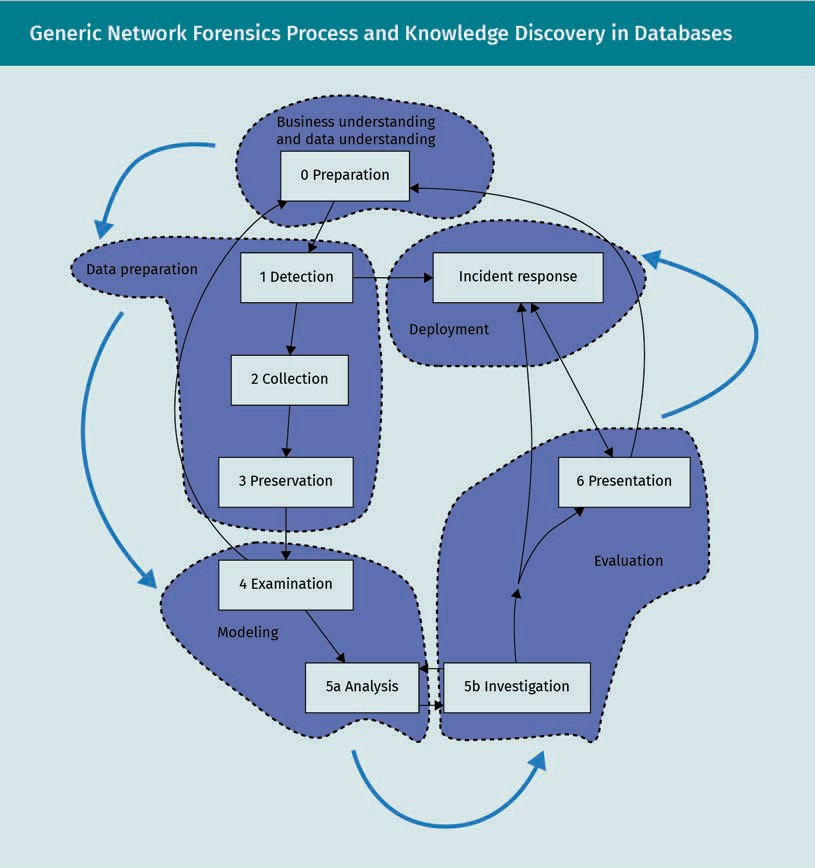 Generic Network Forensics Process and Knowledge Discovery in Databases
Business understanding
and data understanding
0 Preparation
Data preparation
1 Detection
Incident response
Deployment
2 Collection
3 Preservation
6 Presentation
Evaluation
4 Examination
Modeling
5a Analysis
5b Investigation